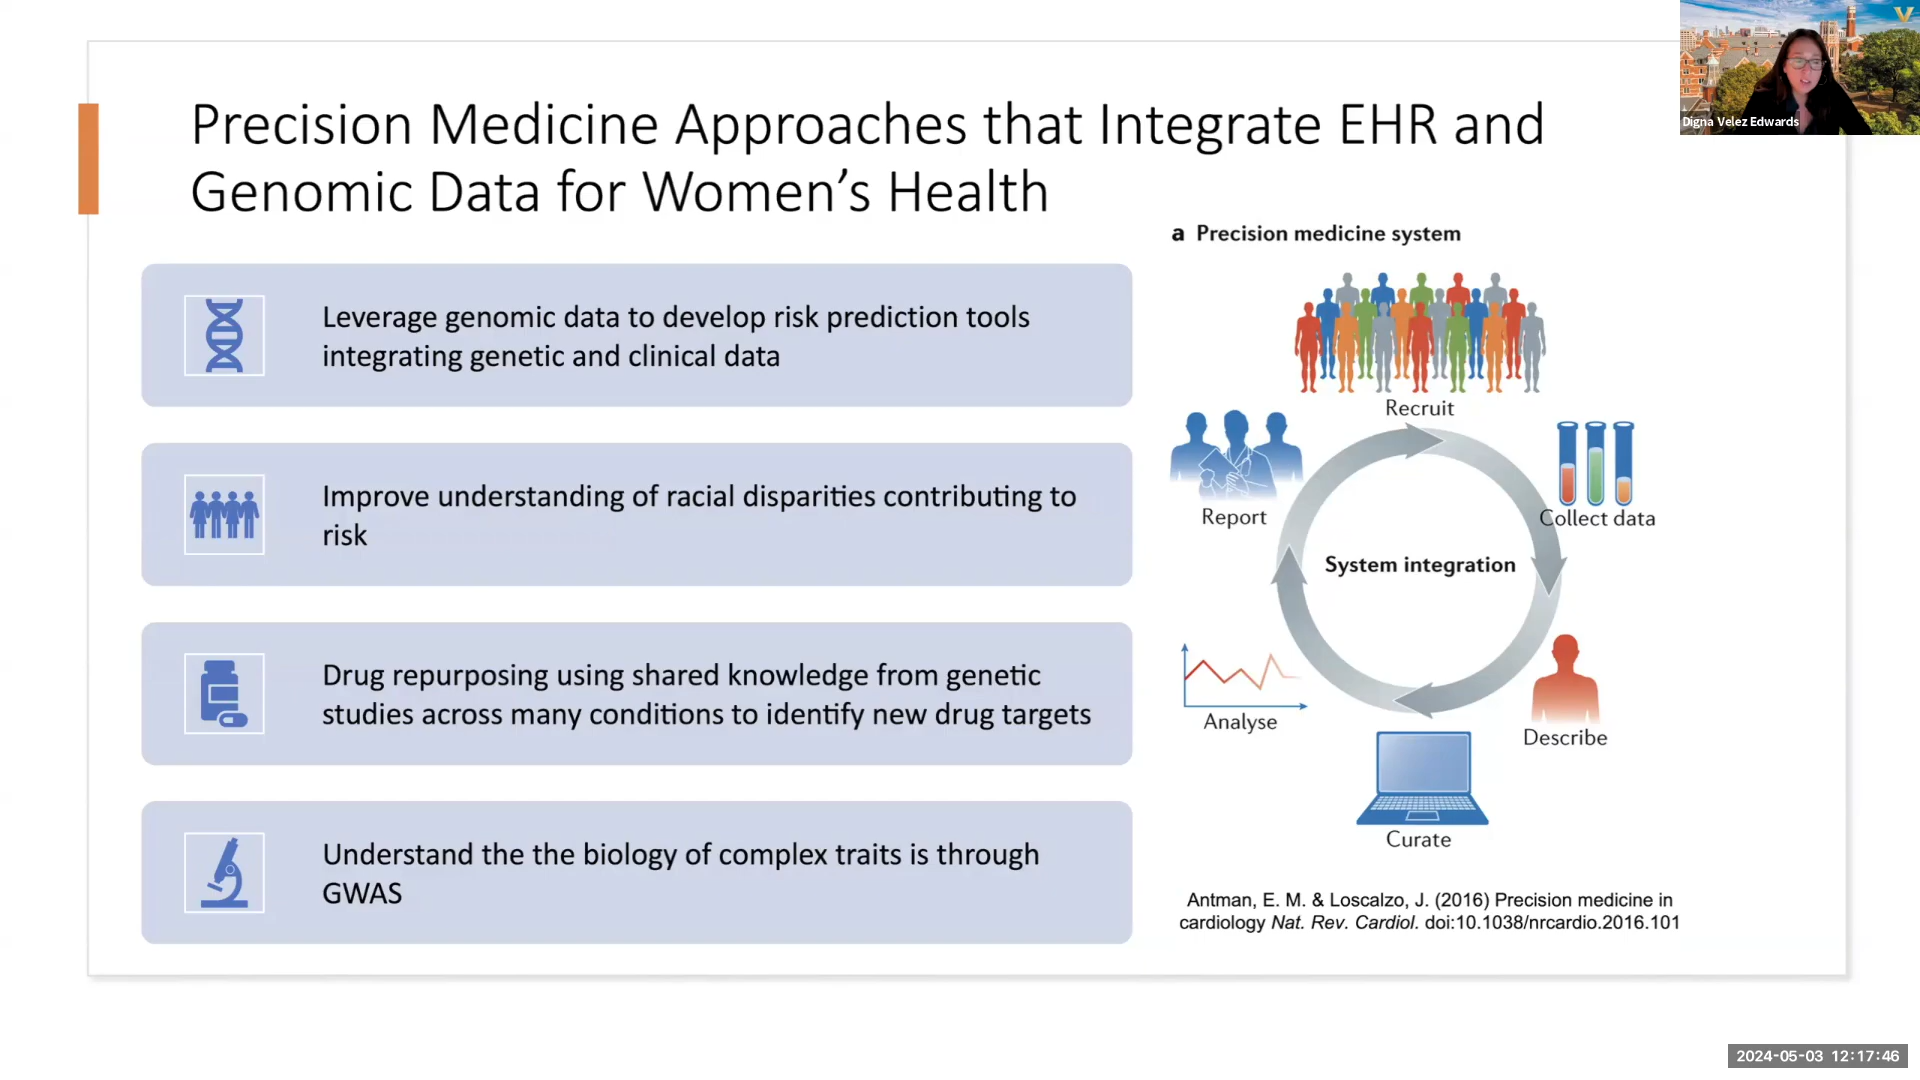 Precision Medicine Approaches that Integrate EHR and
Genomic Data for Women's Health
Leverage genomic data to develop risk prediction tools
integrating genetic and clinical data
Improve understanding of racial disparities contributing to
risk
Drug repurposing using shared knowledge from genetic
studies across many conditions to identify new drug targets
Understand the the biology of complex traits is through
GWAS
a Precision medicine system
Recruit
Report
Collect data
System integration
Analyse
Describe
Curate
Antman, E. M. & Loscalzo, J. (2016) Precision medicine in
cardiology Nat. Rev. Cardiol. doi:10.1038/nrcardio.2016.101
V
Digna Velez Edwards
2024-05-03 12:17:46